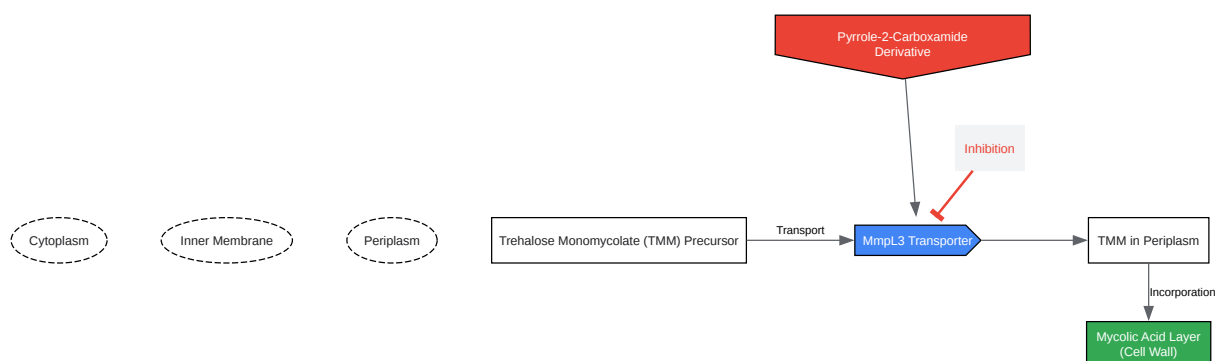 Pyrrole-2-Carboxamide
Derivative
Inhibition
Cytoplasm
Inner Membrane
Periplasm
Trehalose Monomycolate (TMM) Precursor
Transport
MmpL3 Transporter
TMM in Periplasm
Incorporation
Mycolic Acid Layer
(Cell Wall)